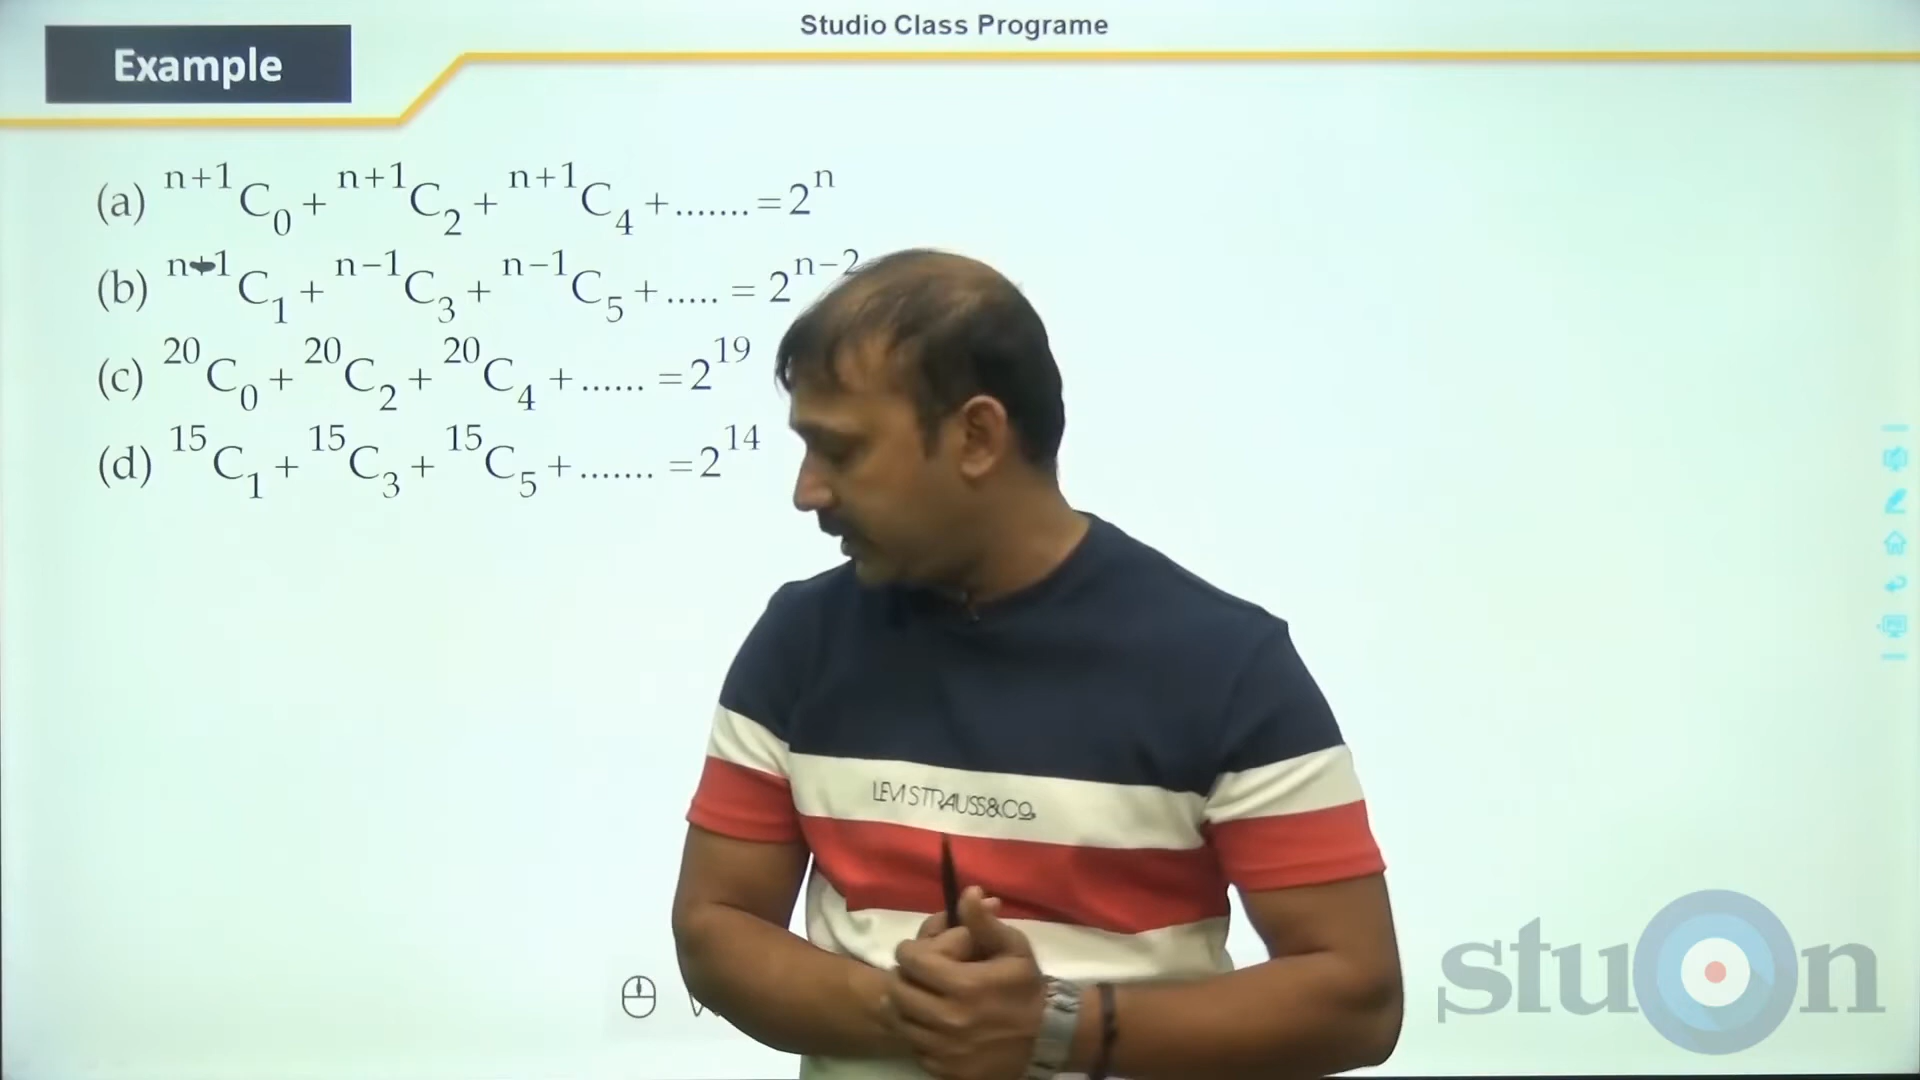 Studio Class Programe
Example
(a) ⁿ⁺¹C₀ + ⁿ⁺¹C₂ + ⁿ⁺¹C₄ + ....... = 2ⁿ
(b) ⁿ⁻¹C₁ + ⁿ⁻¹C₃ + ⁿ⁻¹C₅ + ..... = 2ⁿ⁻²
(c) ²⁰C₀ + ²⁰C₂ + ²⁰C₄ + ...... = 2¹⁹
(d) ¹⁵C₁ + ¹⁵C₃ + ¹⁵C₅ + ....... = 2¹⁴
LEVI STRAUSS&CO.
stuOn